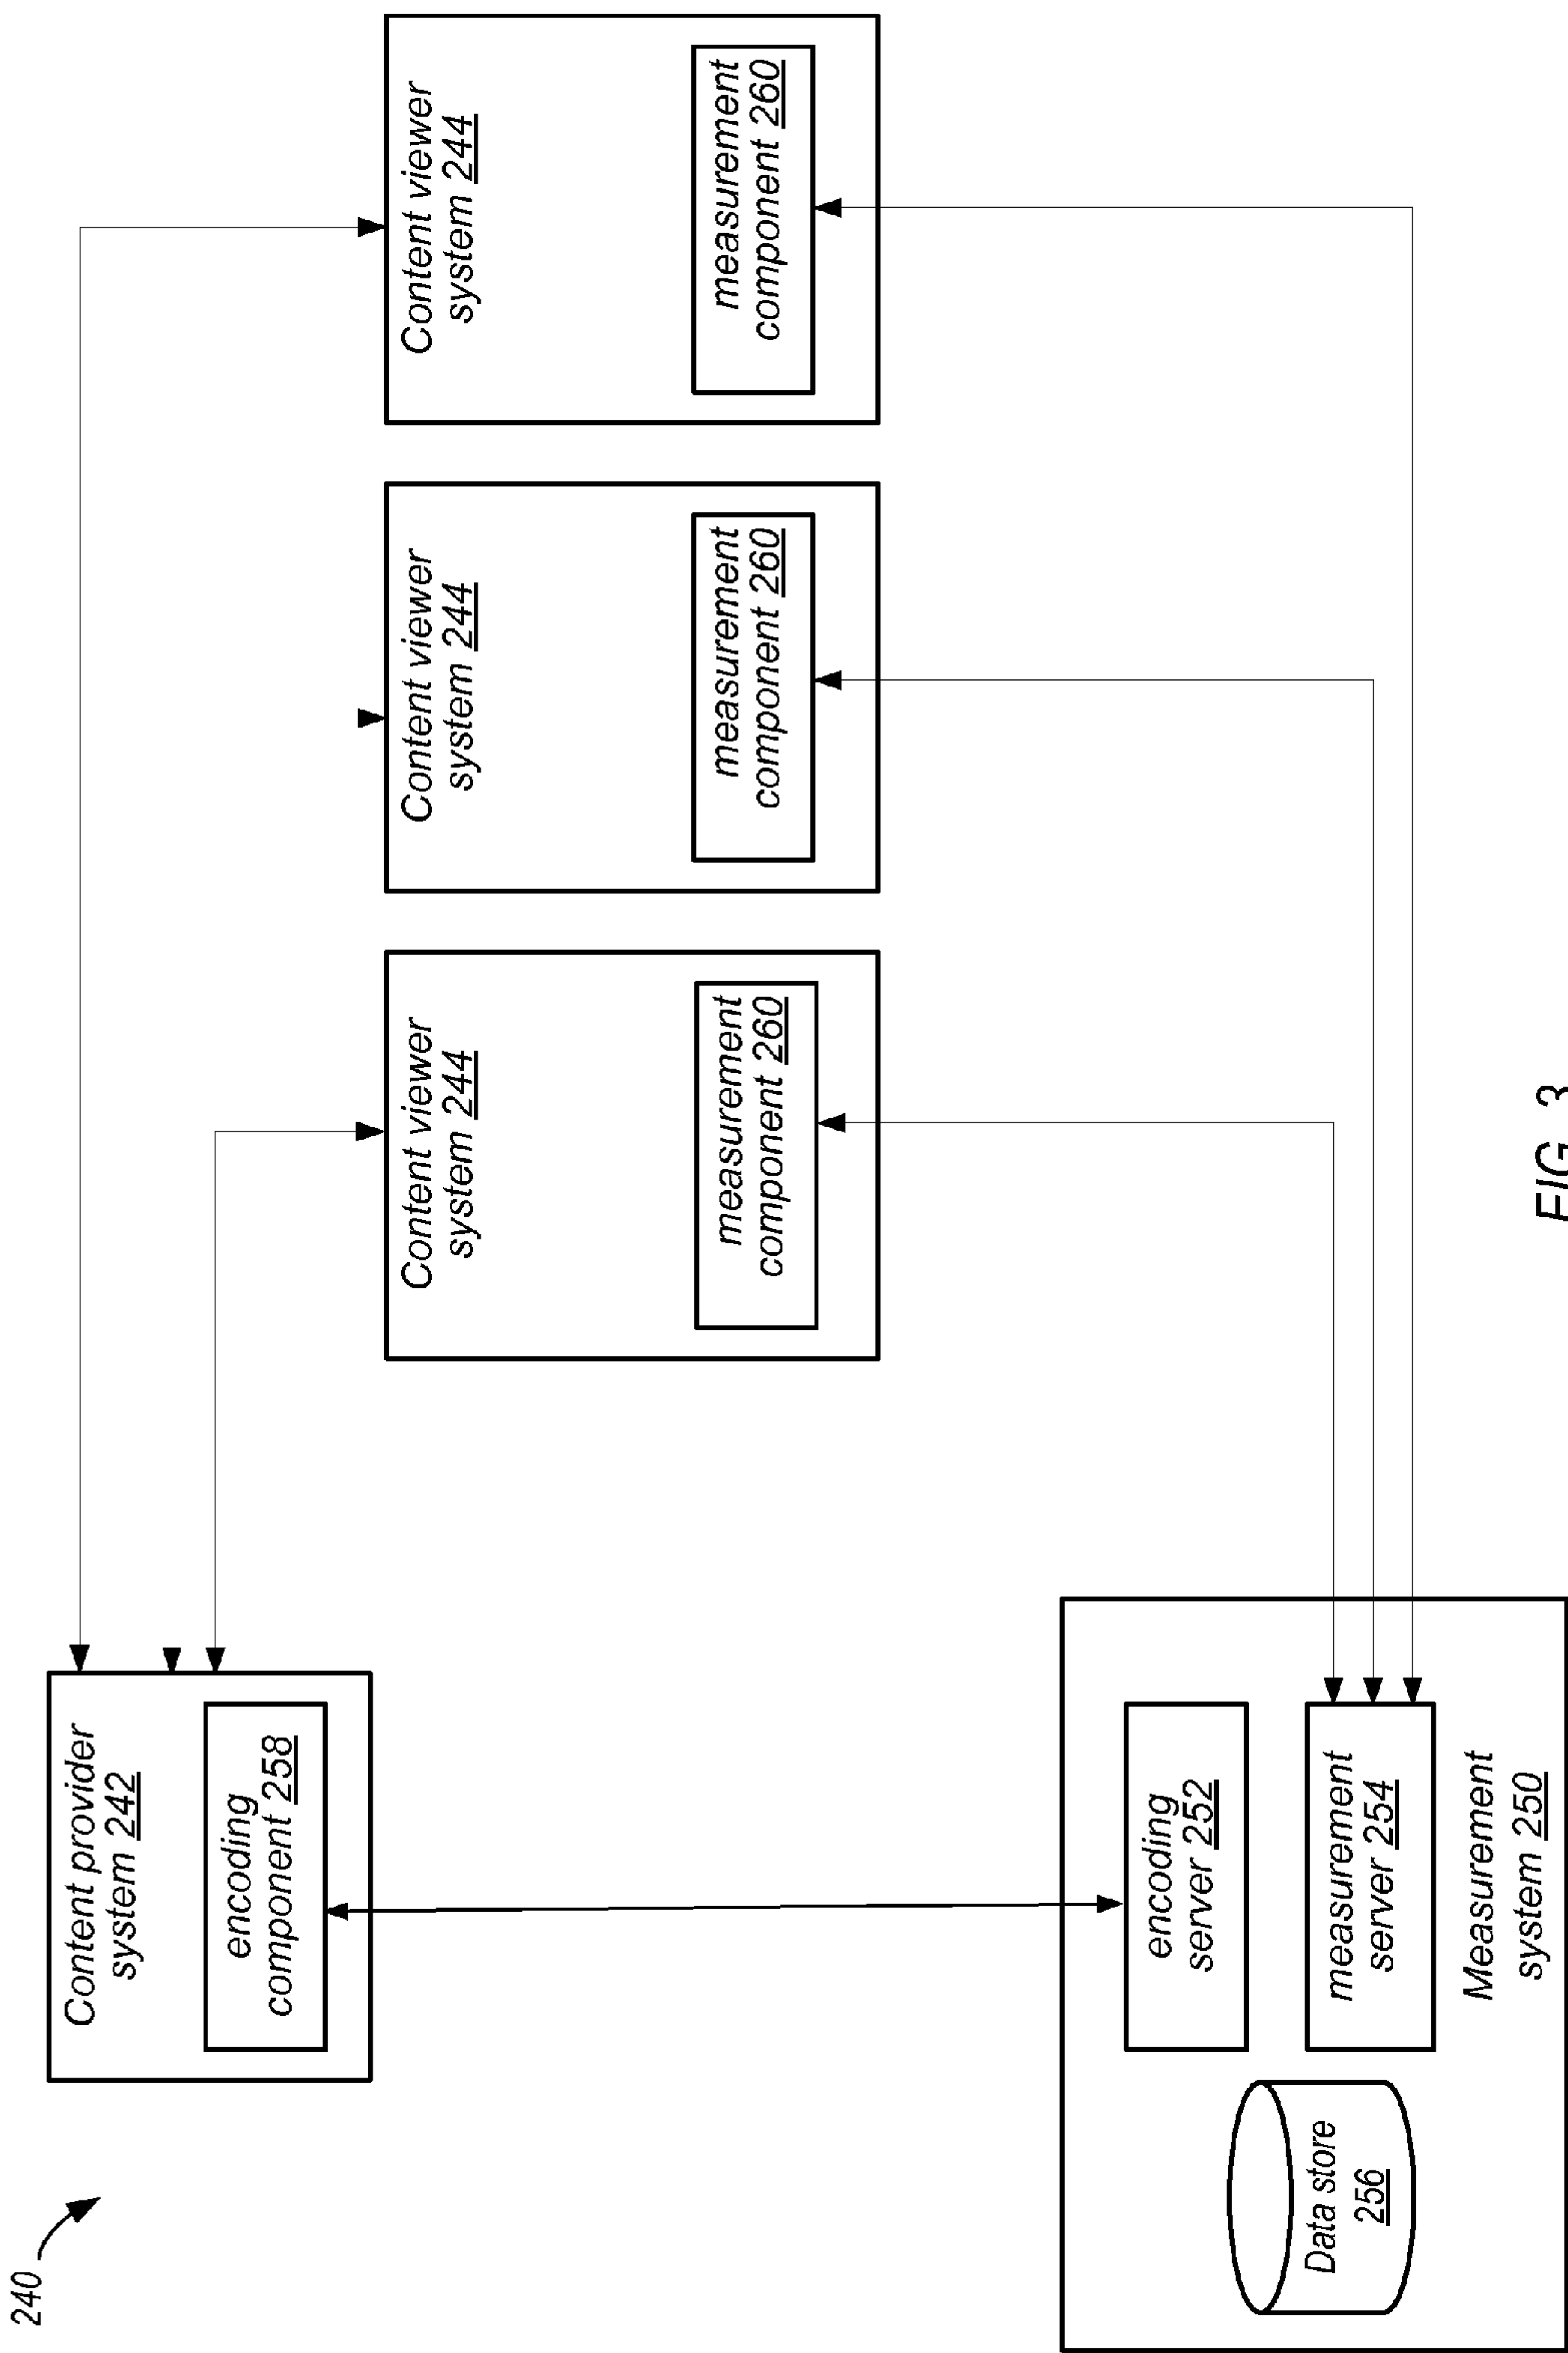 240
Content provider
system 242
encoding
component 258
Content viewer
system 244
measurement
component 260
Content viewer
system 244
measurement
component 260
Content viewer
system 244
measurement
component 260
Data store
256
encoding
server 252
measurement
server 254
Measurement
system 250
FIG. 3